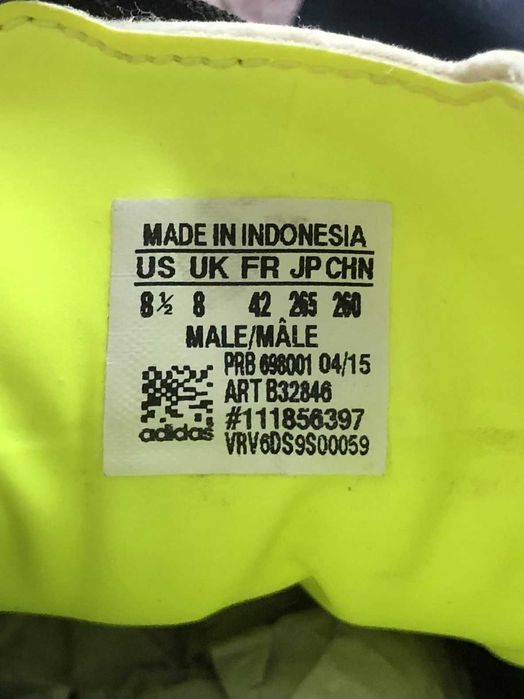 MADE IN INDONESIA
US UK FR JP CHN
8½ 8 42 265 260
MALE/MÂLE
PRB 698001 04/15
ART B32846
#111856397
adidas
VRV6DS9S00059